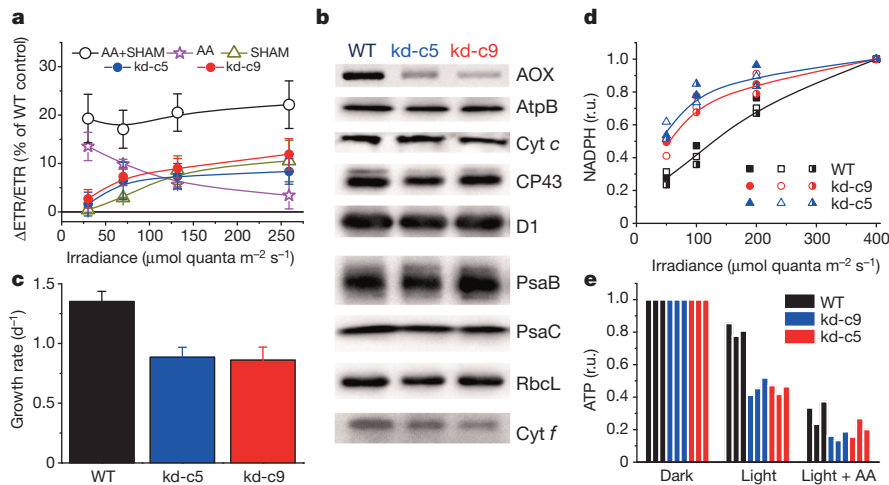 a
AA+SHAM AA SHAM
kd-c5 kd-c9
ΔETR/ETR (% of WT control)
30
20
10
0
0 50 100 150 200 250
Irradiance (μmol quanta m⁻² s⁻¹)
b
WT kd-c5 kd-c9
AOX
AtpB
Cyt c
CP43
D1
PsaB
PsaC
RbcL
Cyt f
c
Growth rate (d⁻¹)
1.5
1.0
0.5
0
WT kd-c5 kd-c9
d
NADPH (r.u.)
1.0
0.8
0.6
0.4
0.2
0
WT
kd-c9
kd-c5
0 100 200 300 400
Irradiance (μmol quanta m⁻² s⁻¹)
e
ATP (r.u.)
1.0
0.8
0.6
0.4
0.2
0
WT
kd-c9
kd-c5
Dark Light Light + AA